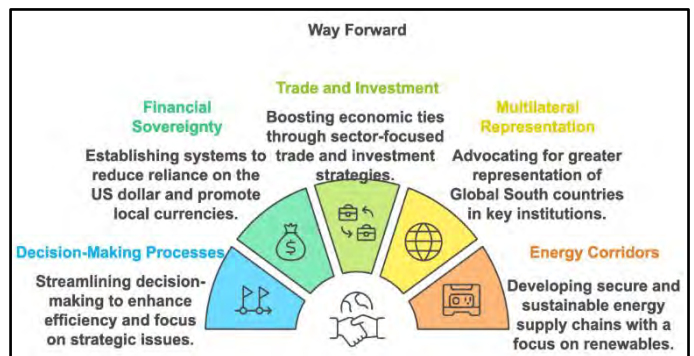 Way Forward
Trade and Investment
Boosting economic ties
through sector-focused
trade and investment
strategies.
Financial
Sovereignty
Establishing systems to
reduce reliance on the
US dollar and promote
local currencies.
Multilateral
Representation
Advocating for greater
representation of
Global South countries
in key institutions.
Decision-Making Processes
Streamlining decision-
making to enhance
efficiency and focus
on strategic issues.
Energy Corridors
Developing secure and
sustainable energy
supply chains with a
focus on renewables.
$